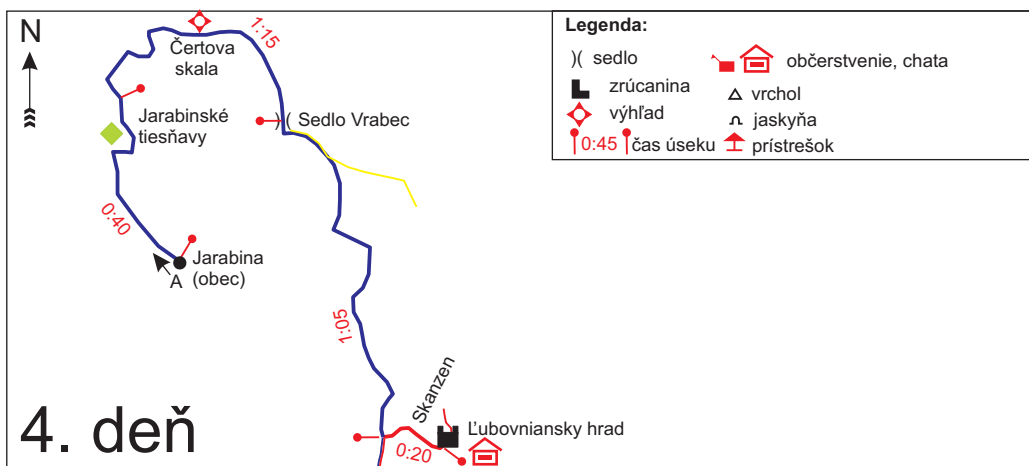 N
1:15
Čertova
skala
Jarabinské
tiesňavy
)( Sedlo Vrabec
0:40
Jarabina
(obec)
A
1:05
Skanzen
Ľubovniansky hrad
0:20
4. deň
Legenda:
)( sedlo
občerstvenie, chata
zrúcanina
vrchol
výhľad
jaskyňa
0:45 čas úseku
prístrešok